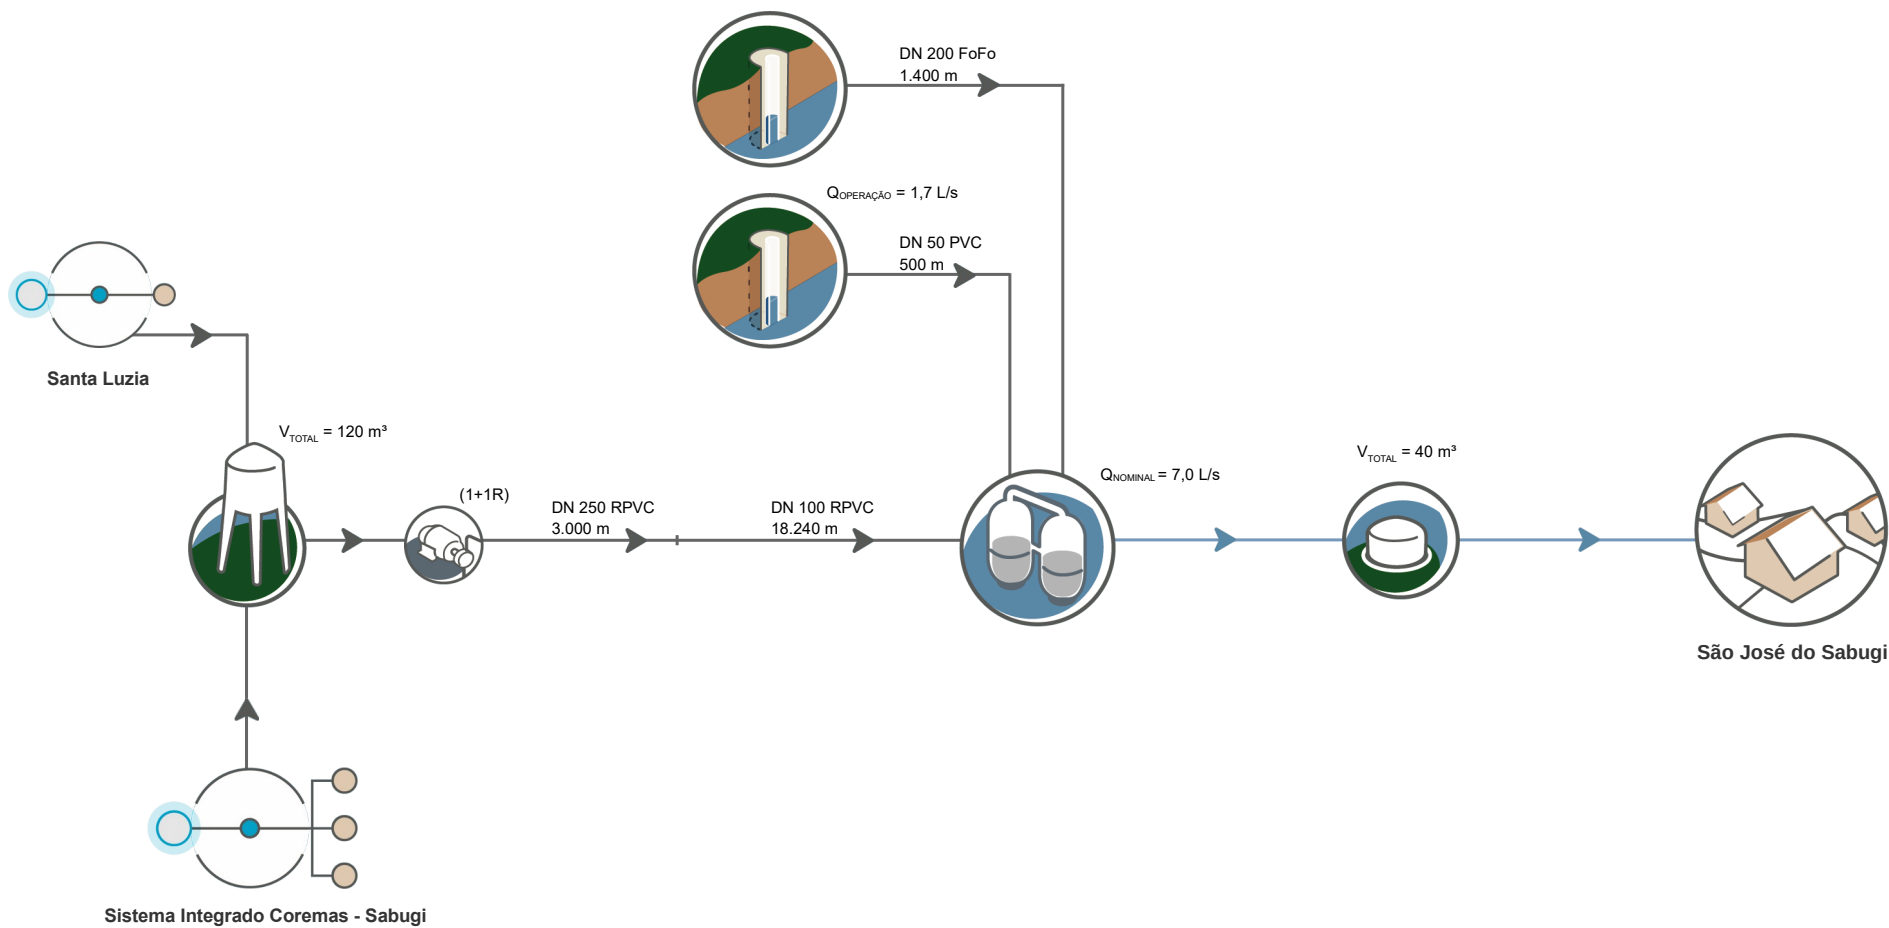 DN 200 FoFo
1.400 m
QOPERAÇÃO = 1,7 L/s
DN 50 PVC
500 m
Santa Luzia
VTOTAL = 120 m³
(1+1R)
DN 250 RPVC
3.000 m
DN 100 RPVC
18.240 m
QNOMINAL = 7,0 L/s
VTOTAL = 40 m³
São José do Sabugi
Sistema Integrado Coremas - Sabugi